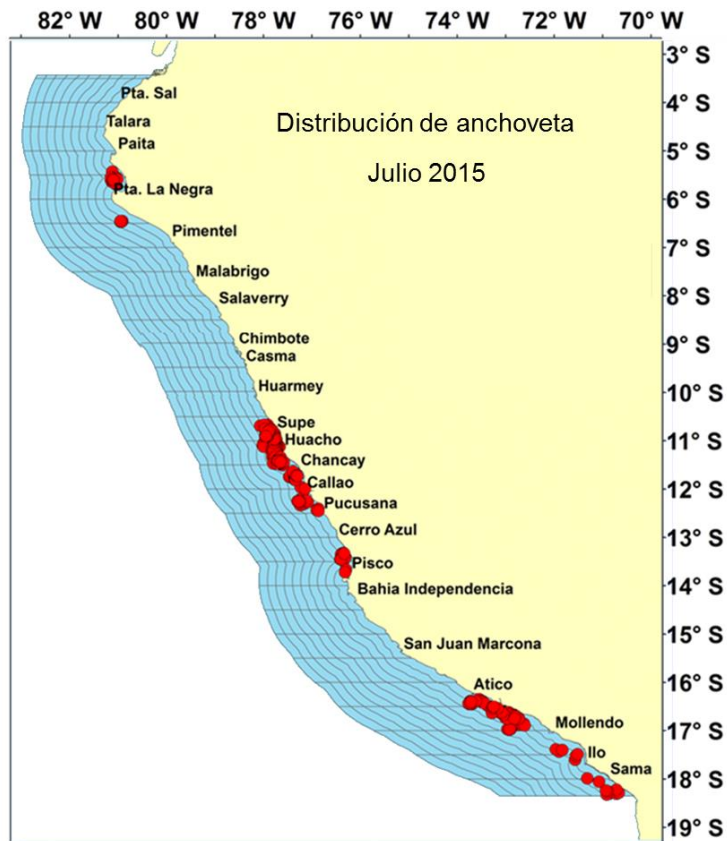 82° W 80° W 78° W 76° W 74° W 72° W 70° W
3° S
Pta. Sal
4° S
Talara
Distribución de anchoveta
Paita
5° S
Julio 2015
Pta. La Negra
6° S
Pimentel
7° S
Malabrigo
Salaverry
8° S
Chimbote
9° S
Casma
Huarmey
10° S
Supe
Huacho
11° S
Chancay
Callao
12° S
Pucusana
Cerro Azul
13° S
Pisco
Bahia Independencia
14° S
San Juan Marcona
15° S
Atico
16° S
Mollendo
17° S
Ilo
Sama
18° S
19° S